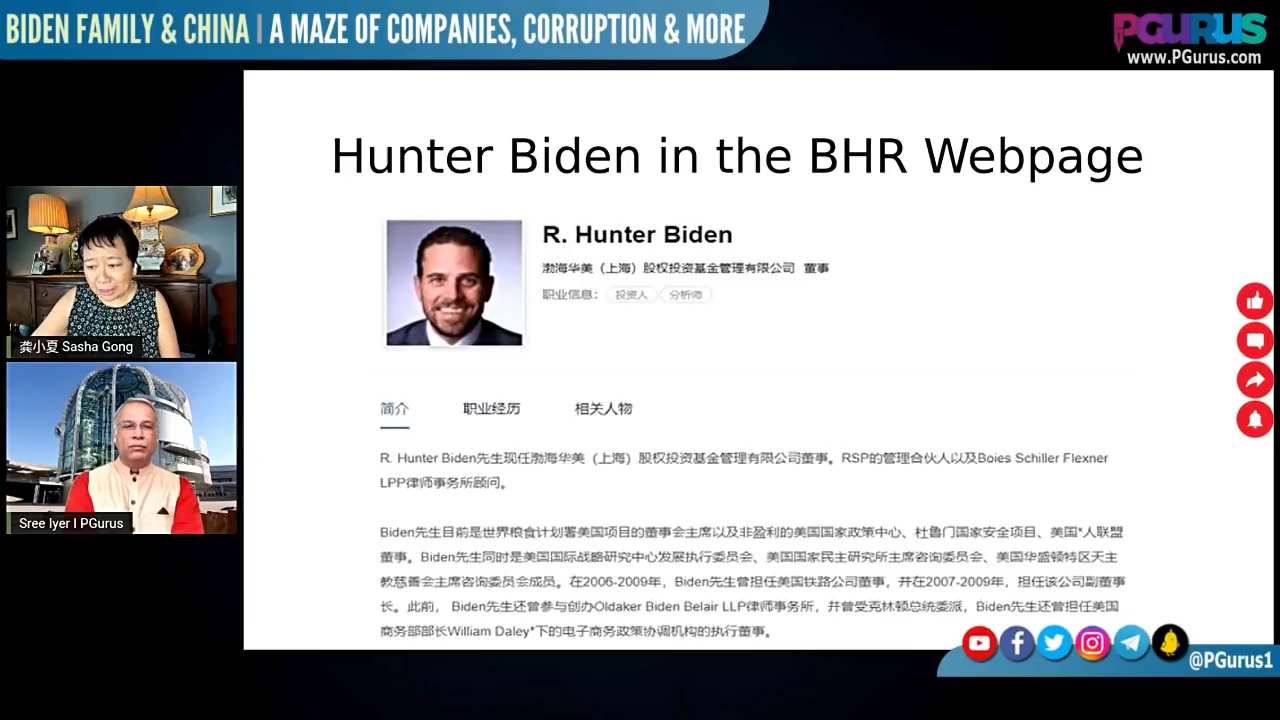 BIDEN FAMILY & CHINA | A MAZE OF COMPANIES, CORRUPTION & MORE
PGURUS
www.PGurus.com
Hunter Biden in the BHR Webpage
R. Hunter Biden
渤海华美（上海）股权投资基金管理有限公司 董事
职业信息： 投资人 分析师
龚小夏 Sasha Gong
Sree Iyer I PGurus
简介 职业经历 相关人物
R. Hunter Biden先生现任渤海华美（上海）股权投资基金管理有限公司董事。RSP的管理合伙人以及Boies Schiller Flexner
LPP律师事务所顾问。
Biden先生目前是世界粮食计划署美国项目的董事会主席以及非盈利的美国国家政策中心、杜鲁门国家安全项目、美国*人联盟
董事。Biden先生同时是美国国际战略研究中心发展执行委员会、美国国家民主研究所主席咨询委员会、美国华盛顿特区天主
教慈善会主席咨询委员会成员。在2006-2009年，Biden先生曾担任美国铁路公司董事，并在2007-2009年，担任该公司副董事
长。此前， Biden先生还曾参与创办Oldaker Biden Belair LLP律师事务所，并曾受克林顿总统委派，Biden先生还曾担任美国
商务部部长William Daley*下的电子商务政策协调机构的执行董事。
@PGurus1